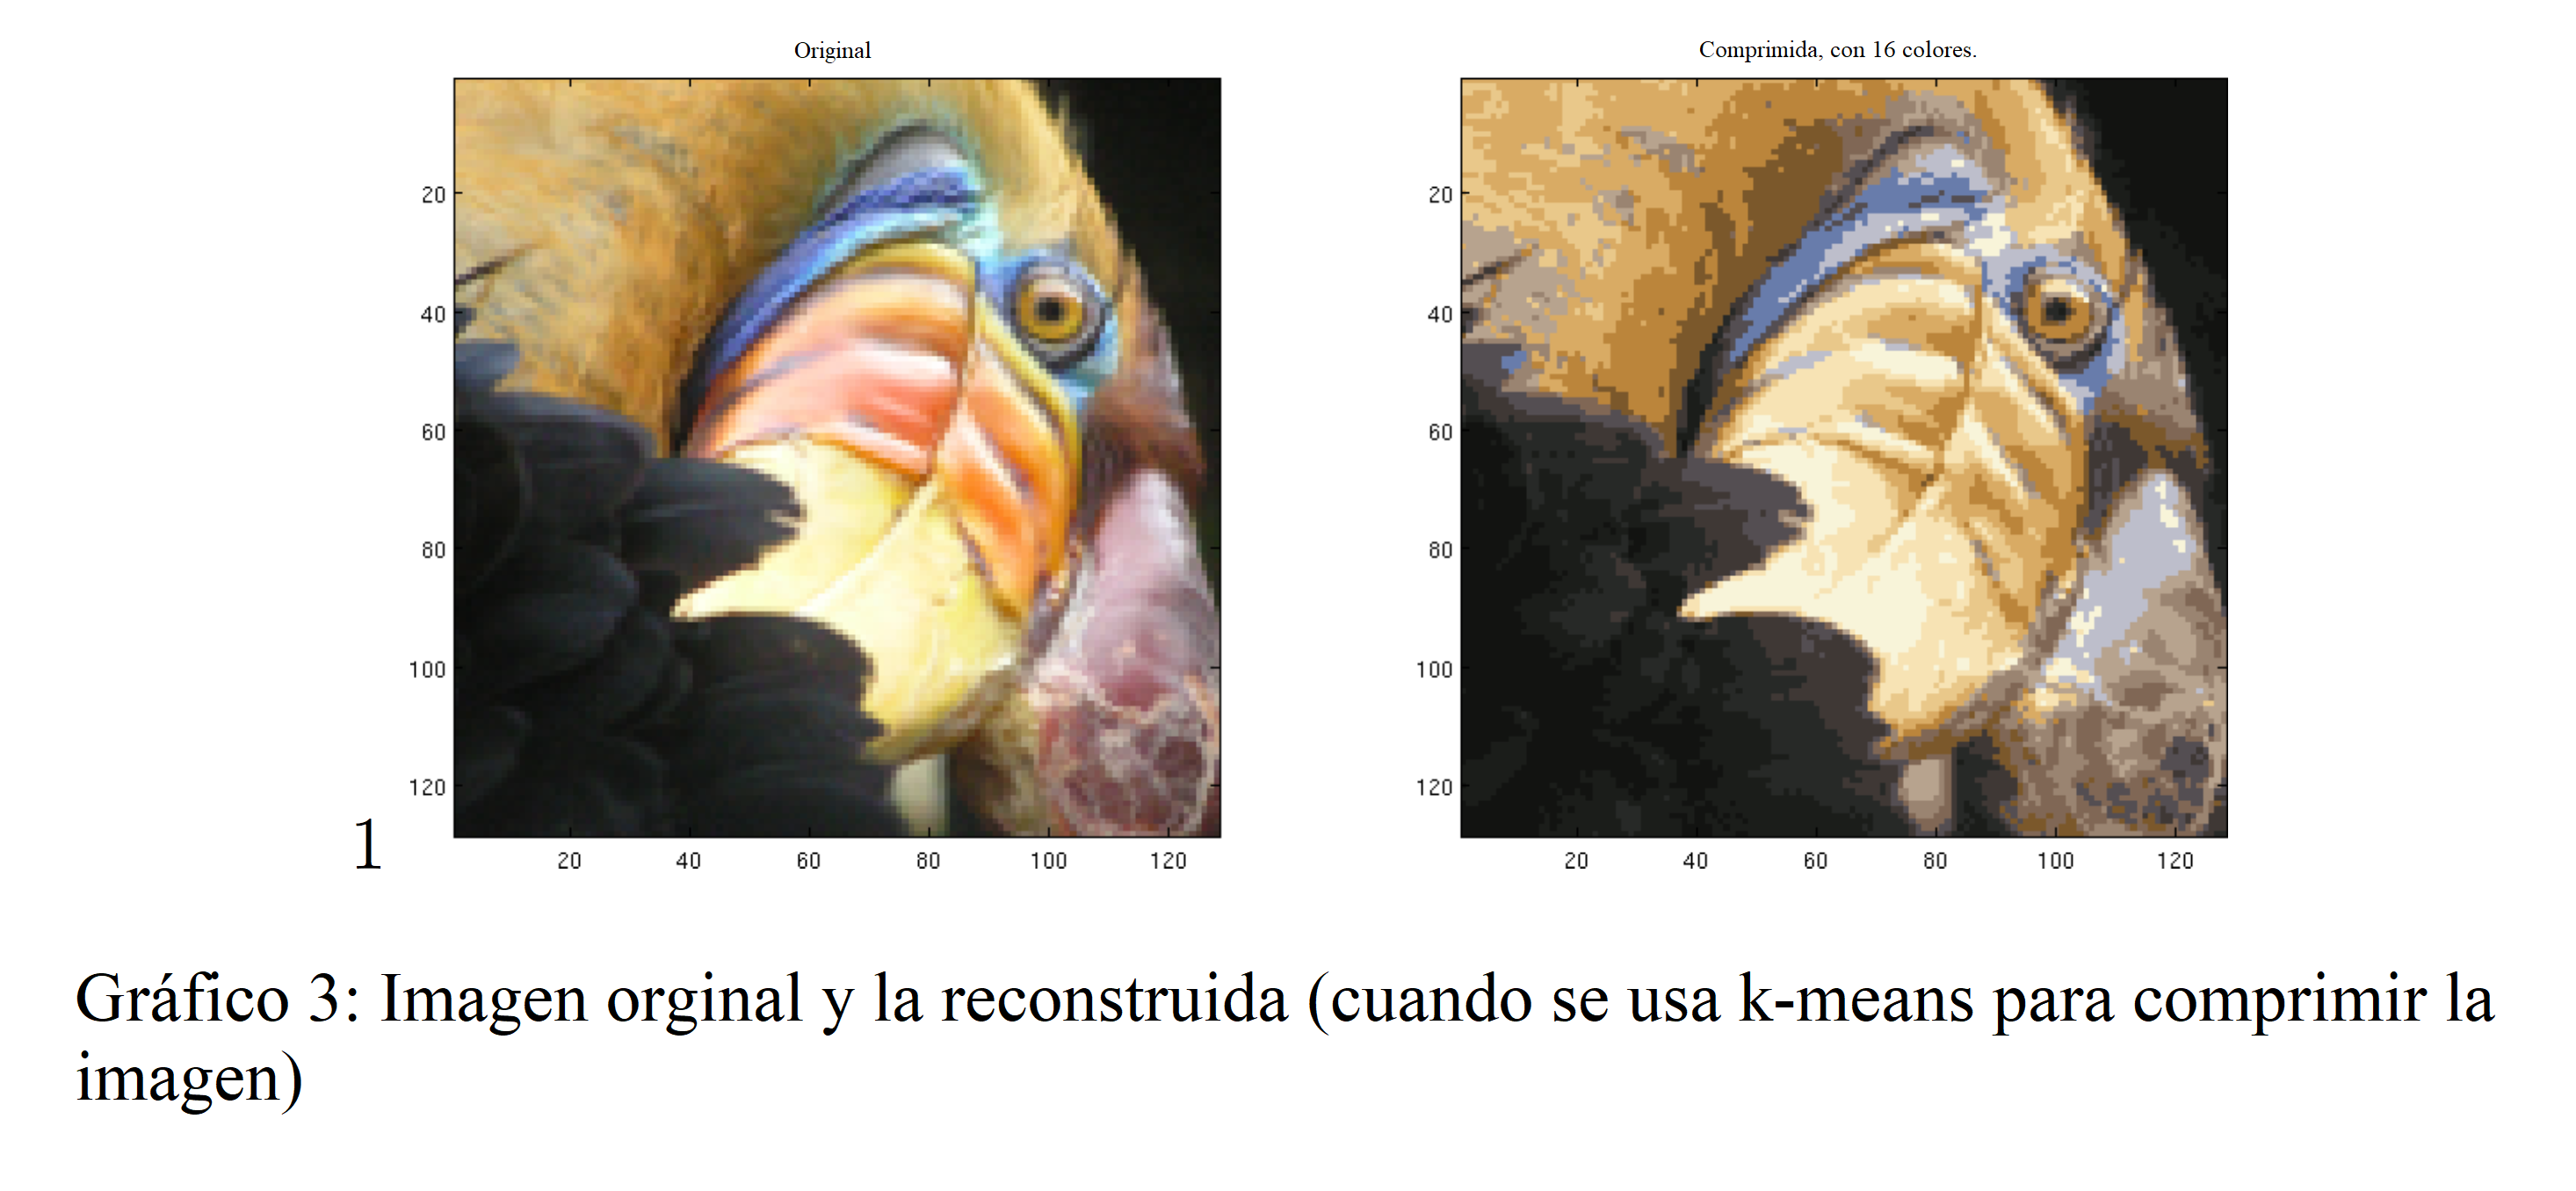 Original
Comprimida, con 16 colores.
20
40
60
80
100
120
20 40 60 80 100 120
20
40
60
80
100
120
20 40 60 80 100 120
1
Gráfico 3: Imagen orginal y la reconstruida (cuando se usa k-means para comprimir la
imagen)